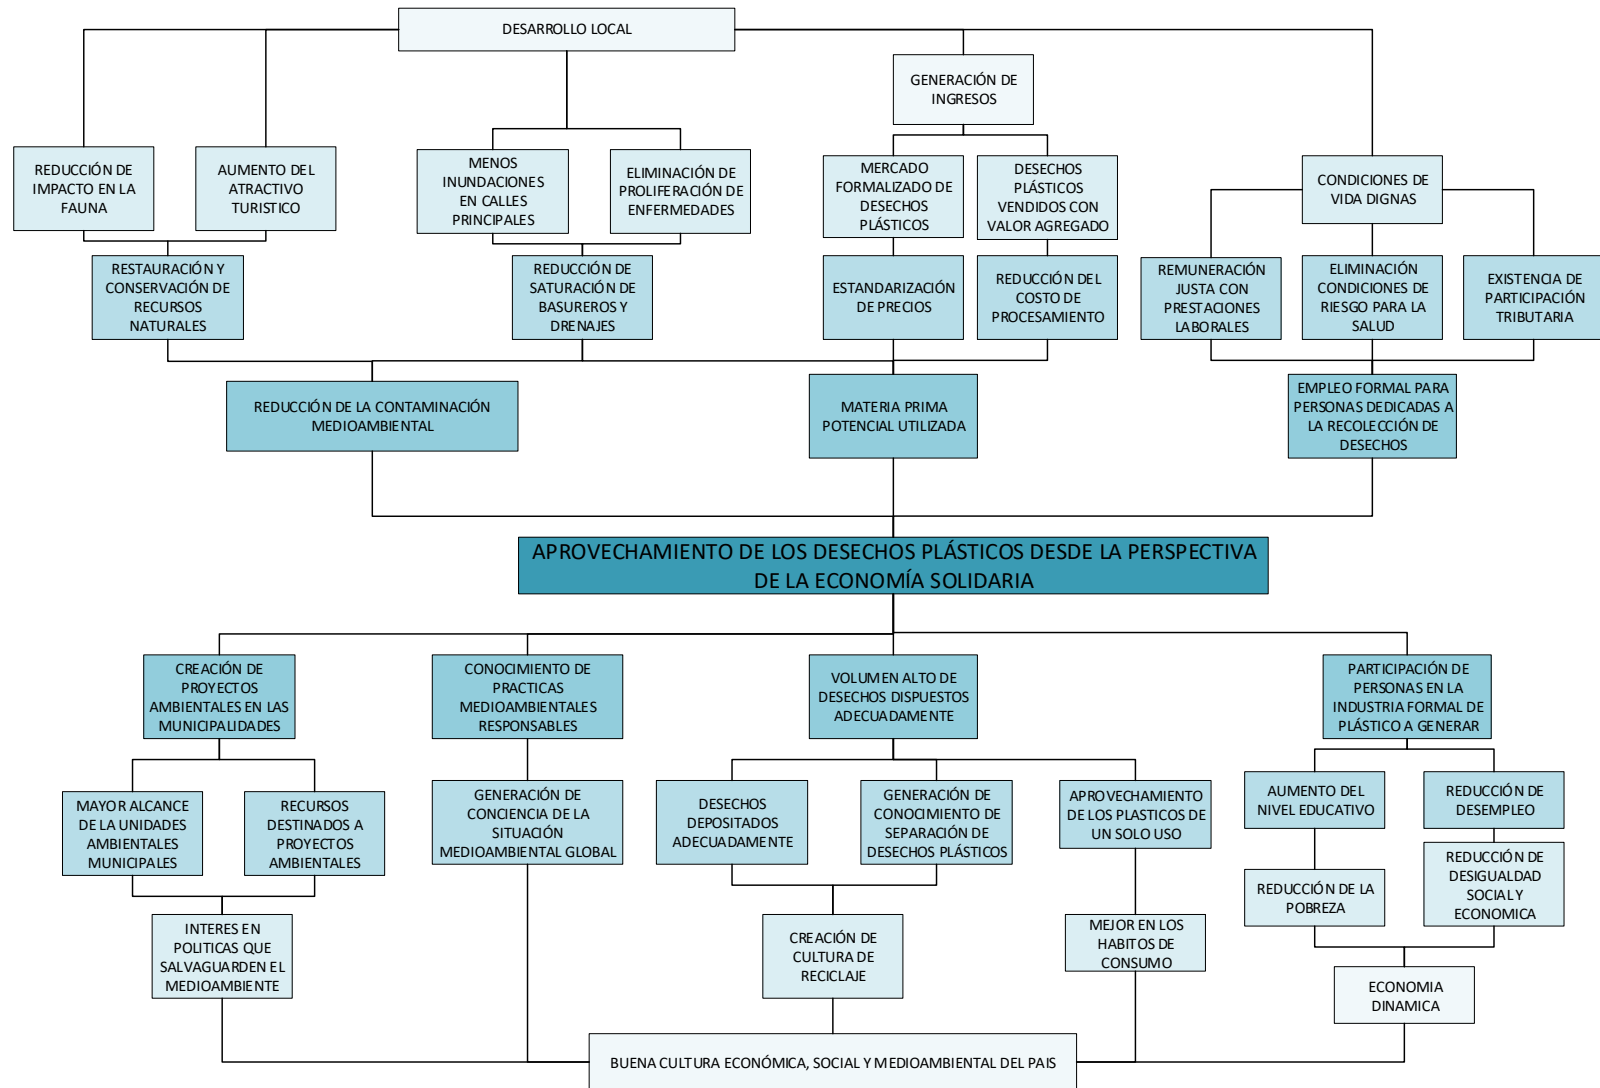 DESARROLLO LOCAL
GENERACIÓN DE
INGRESOS
REDUCCIÓN DE
IMPACTO EN LA
FAUNA
AUMENTO DEL
ATRACTIVO
TURISTICO
MENOS
INUNDACIONES
EN CALLES
PRINCIPALES
ELIMINACIÓN DE
PROLIFERACIÓN DE
ENFERMEDADES
MERCADO
FORMALIZADO DE
DESECHOS
PLÁSTICOS
DESECHOS
PLÁSTICOS
VENDIDOS CON
VALOR AGREGADO
CONDICIONES DE
VIDA DIGNAS
RESTAURACIÓN Y
CONSERVACIÓN DE
RECURSOS
NATURALES
REDUCCIÓN DE
SATURACIÓN DE
BASUREROS Y
DRENAJES
ESTANDARIZACIÓN
DE PRECIOS
REDUCCIÓN DEL
COSTO DE
PROCESAMIENTO
REMUNERACIÓN
JUSTA CON
PRESTACIONES
LABORALES
ELIMINACIÓN
CONDICIONES DE
RIESGO PARA LA
SALUD
EXISTENCIA DE
PARTICIPACIÓN
TRIBUTARIA
REDUCCIÓN DE LA CONTAMINACIÓN
MEDIOAMBIENTAL
MATERIA PRIMA
POTENCIAL UTILIZADA
EMPLEO FORMAL PARA
PERSONAS DEDICADAS A
LA RECOLECCIÓN DE
DESECHOS
APROVECHAMIENTO DE LOS DESECHOS PLÁSTICOS DESDE LA PERSPECTIVA
DE LA ECONOMÍA SOLIDARIA
CREACIÓN DE
PROYECTOS
AMBIENTALES EN LAS
MUNICIPALIDADES
CONOCIMIENTO DE
PRACTICAS
MEDIOAMBIENTALES
RESPONSABLES
VOLUMEN ALTO DE
DESECHOS DISPUESTOS
ADECUADAMENTE
PARTICIPACIÓN DE
PERSONAS EN LA
INDUSTRIA FORMAL DE
PLÁSTICO A GENERAR
MAYOR ALCANCE
DE LA UNIDADES
AMBIENTALES
MUNICIPALES
RECURSOS
DESTINADOS A
PROYECTOS
AMBIENTALES
GENERACIÓN DE
CONCIENCIA DE LA
SITUACIÓN
MEDIOAMBIENTAL GLOBAL
DESECHOS
DEPOSITADOS
ADECUADAMENTE
GENERACIÓN DE
CONOCIMIENTO DE
SEPARACIÓN DE
DESECHOS PLÁSTICOS
APROVECHAMIENTO
DE LOS PLASTICOS DE
UN SOLO USO
AUMENTO DEL
NIVEL EDUCATIVO
REDUCCIÓN DE
DESEMPLEO
REDUCCIÓN DE LA
POBREZA
REDUCCIÓN DE
DESIGUALDAD
SOCIAL Y
ECONOMICA
INTERES EN
POLITICAS QUE
SALVAGUARDEN EL
MEDIOAMBIENTE
CREACIÓN DE
CULTURA DE
RECICLAJE
MEJOR EN LOS
HABITOS DE
CONSUMO
ECONOMIA
DINAMICA
BUENA CULTURA ECONÓMICA, SOCIAL Y MEDIOAMBIENTAL DEL PAIS